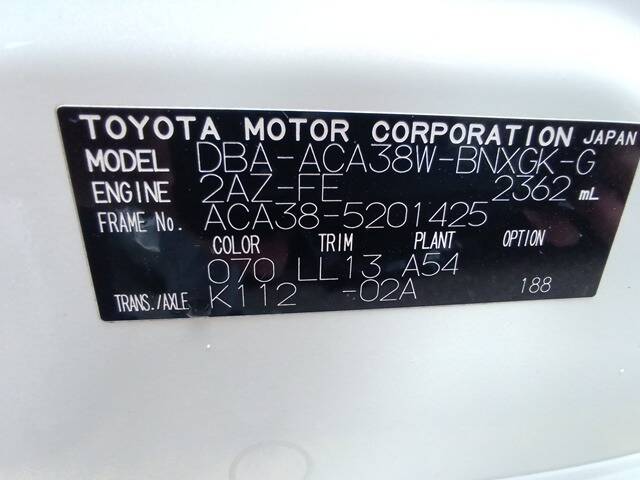 TOYOTA MOTOR CORPORATION JAPAN
MODEL DBA-ACA38W-BNXGK-G
ENGINE 2AZ-FE 2362 mL
FRAME No. ACA38-5201425
COLOR TRIM PLANT OPTION
070 LL13 A54
TRANS./AXLE K112 -02A 188